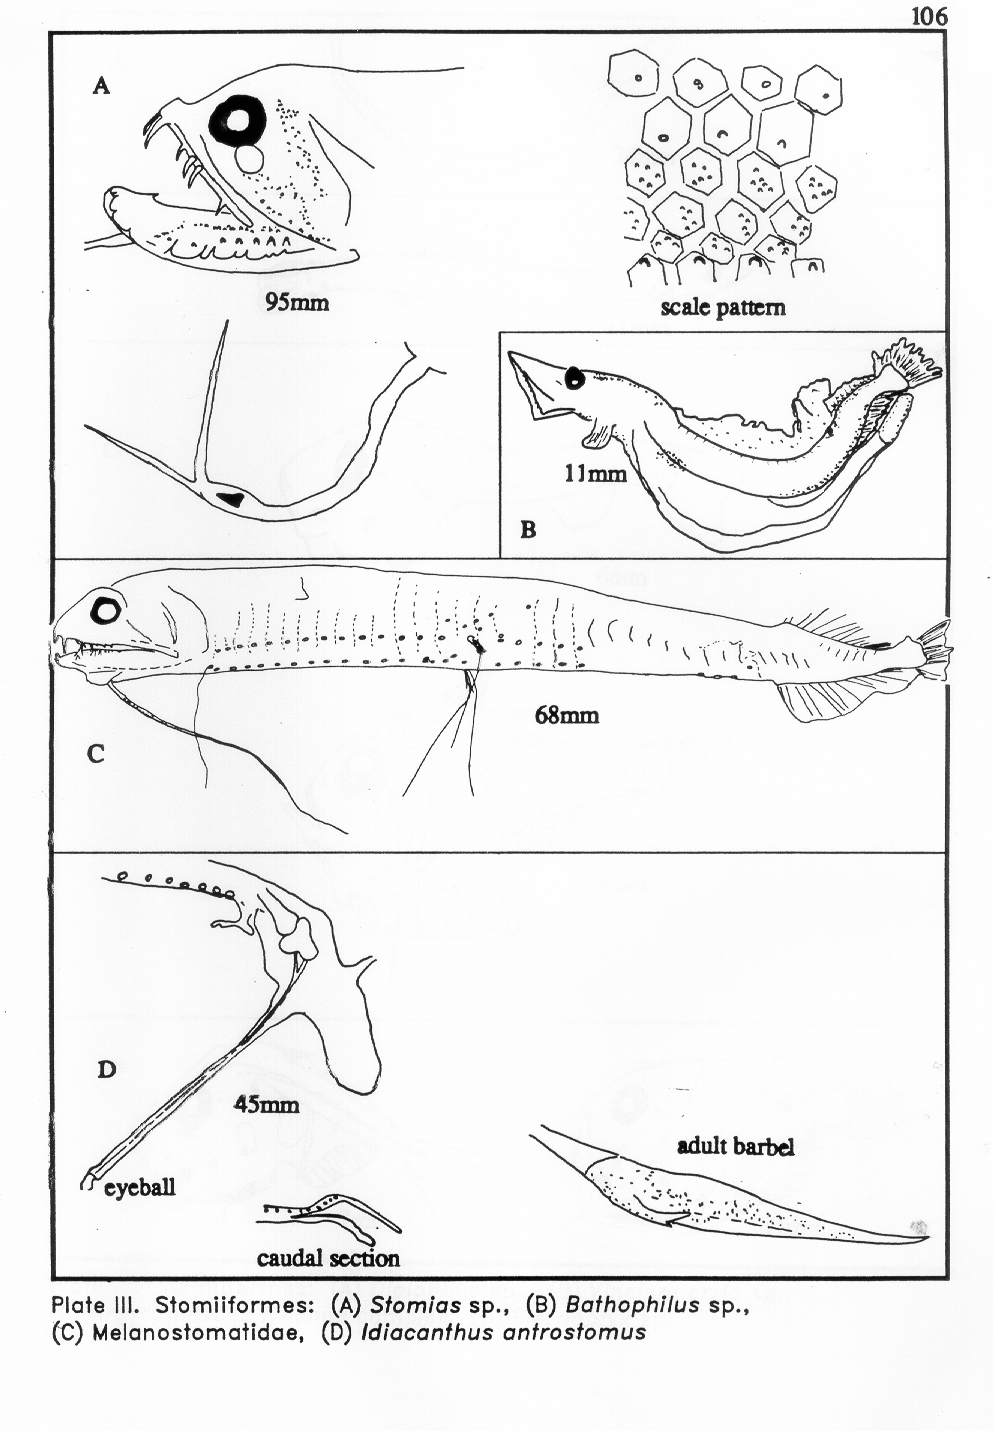 106
A
95mm
scale pattern
11mm
B
68mm
C
D
45mm
eyeball
adult barbel
caudal section
Plate III. Stomiiformes: (A) Stomias sp., (B) Bathophilus sp.,
(C) Melanostomatidae, (D) Idiacanthus antrostomus